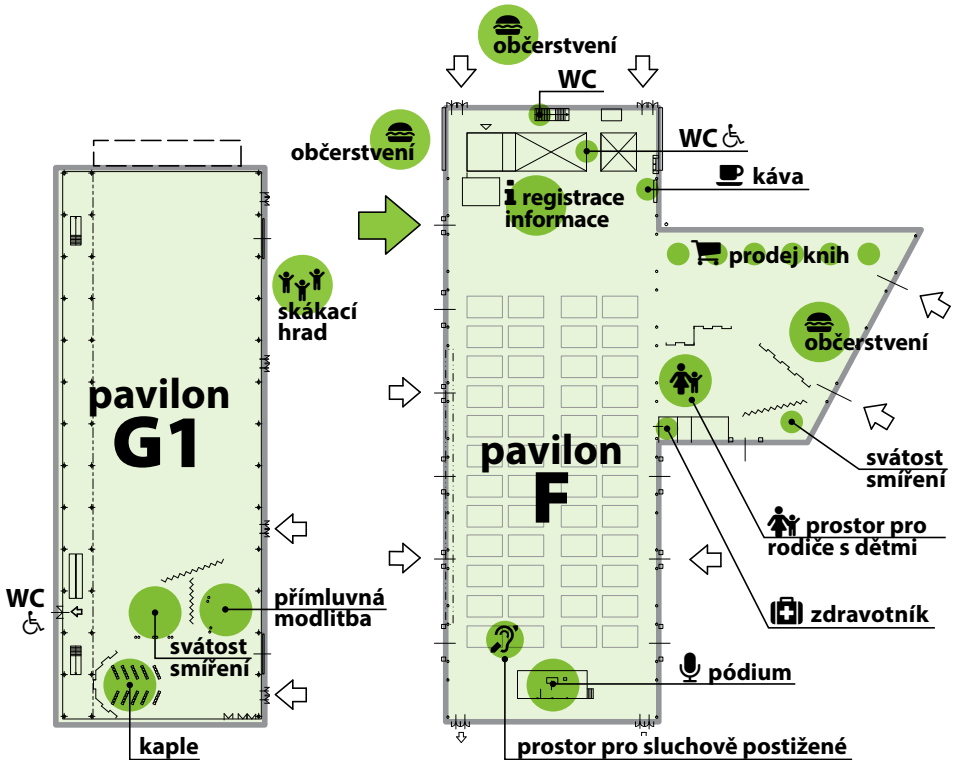 občerstvení
WC
občerstvení
WC
káva
i registrace
informace
prodej knih
skákací
hrad
občerstvení
pavilon
G1
pavilon
F
svátost
smíření
prostor pro
rodiče s dětmi
WC
přímluvná
modlitba
zdravotník
svátost
smíření
pódium
kaple
prostor pro sluchově postižené